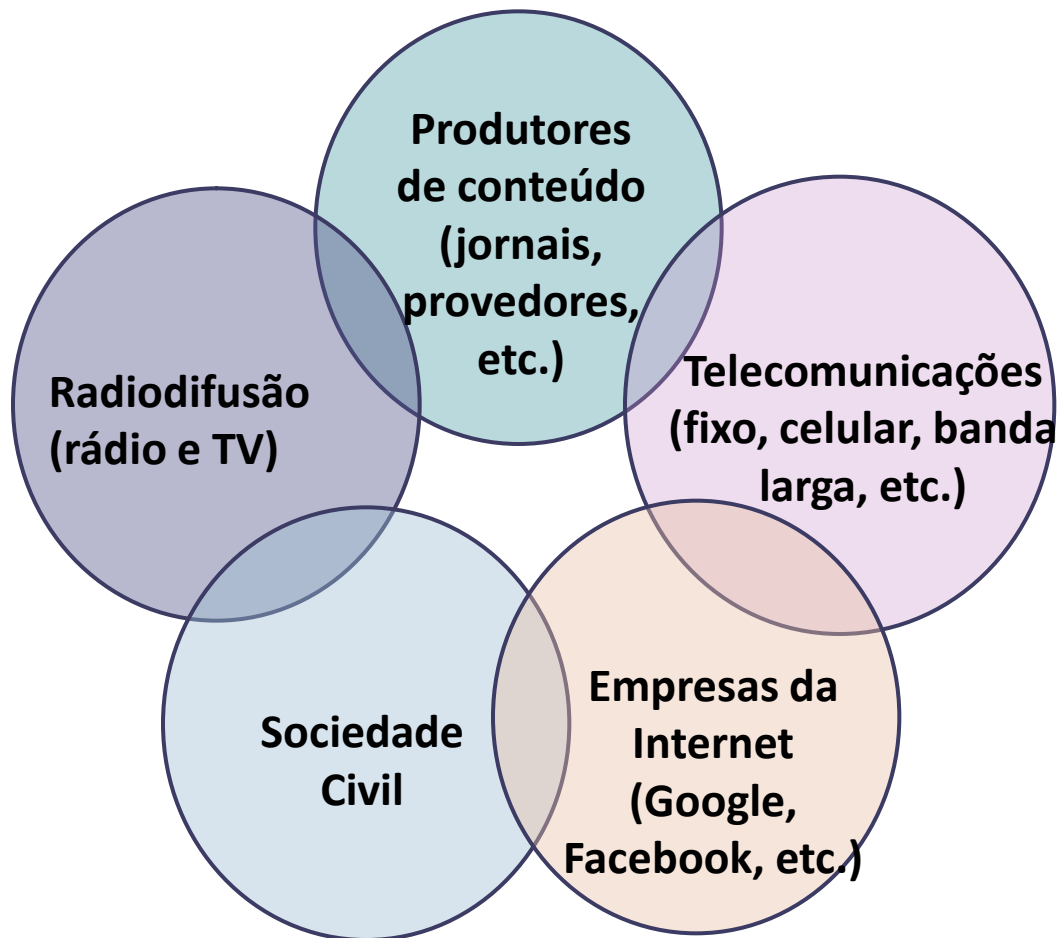 Produtores
de conteúdo
(jornais,
provedores,
etc.)
Radiodifusão
(rádio e TV)
Telecomunicações
(fixo, celular, banda
larga, etc.)
Sociedade
Civil
Empresas da
Internet
(Google,
Facebook, etc.)